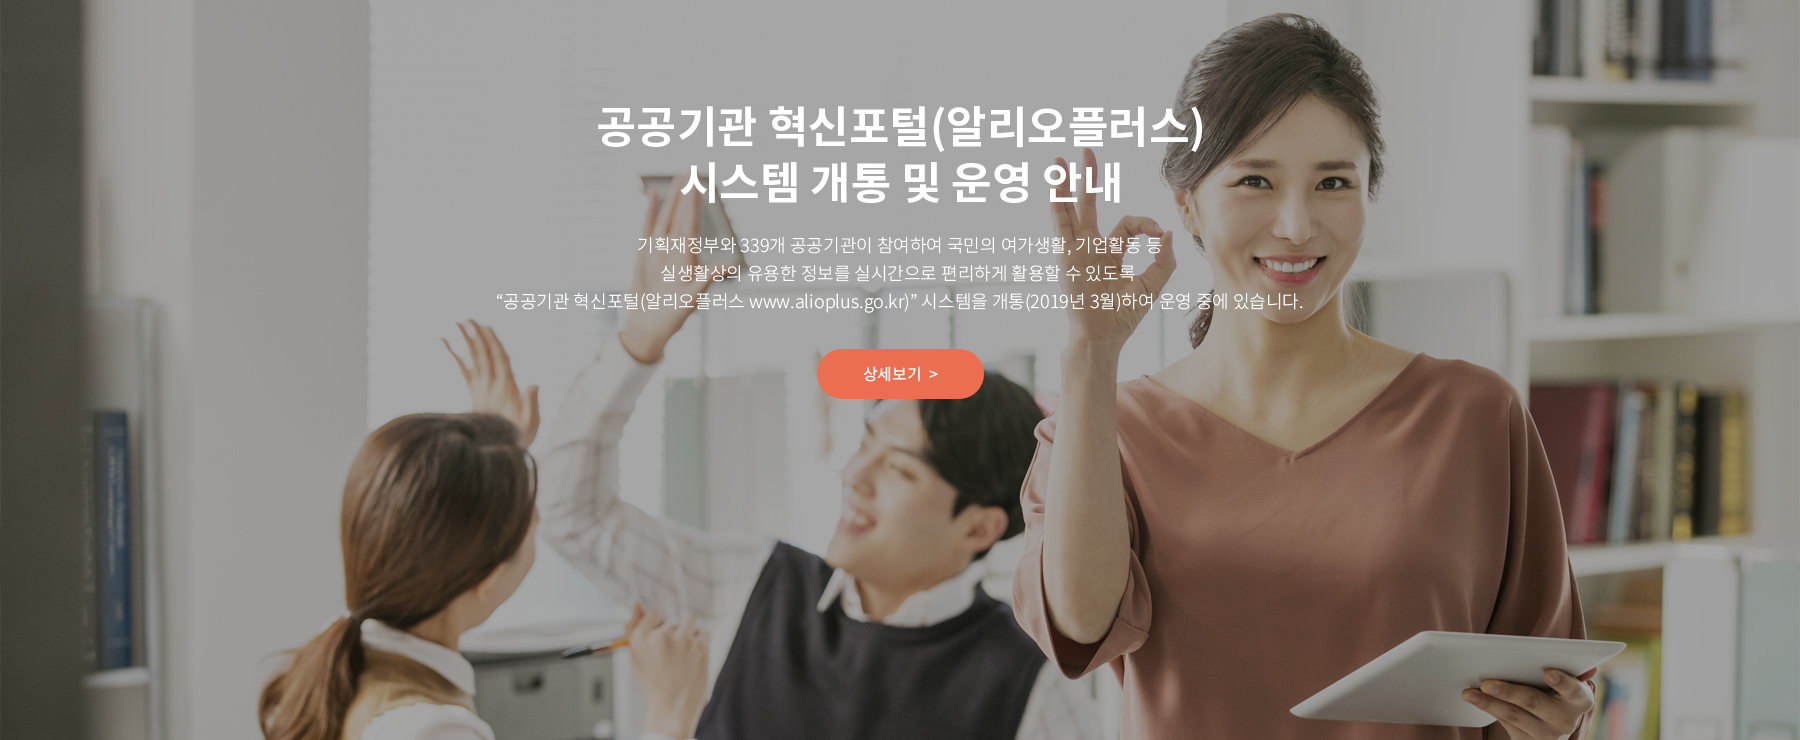 공공기관 혁신포털(알리오플러스)
시스템 개통 및 운영 안내
기획재정부와 339개 공공기관이 참여하여 국민의 여가생활, 기업활동 등
실생활상의 유용한 정보를 실시간으로 편리하게 활용할 수 있도록
“공공기관 혁신포털(알리오플러스 www.alioplus.go.kr)” 시스템을 개통(2019년 3월)하여 운영 중에 있습니다.
상세보기 >